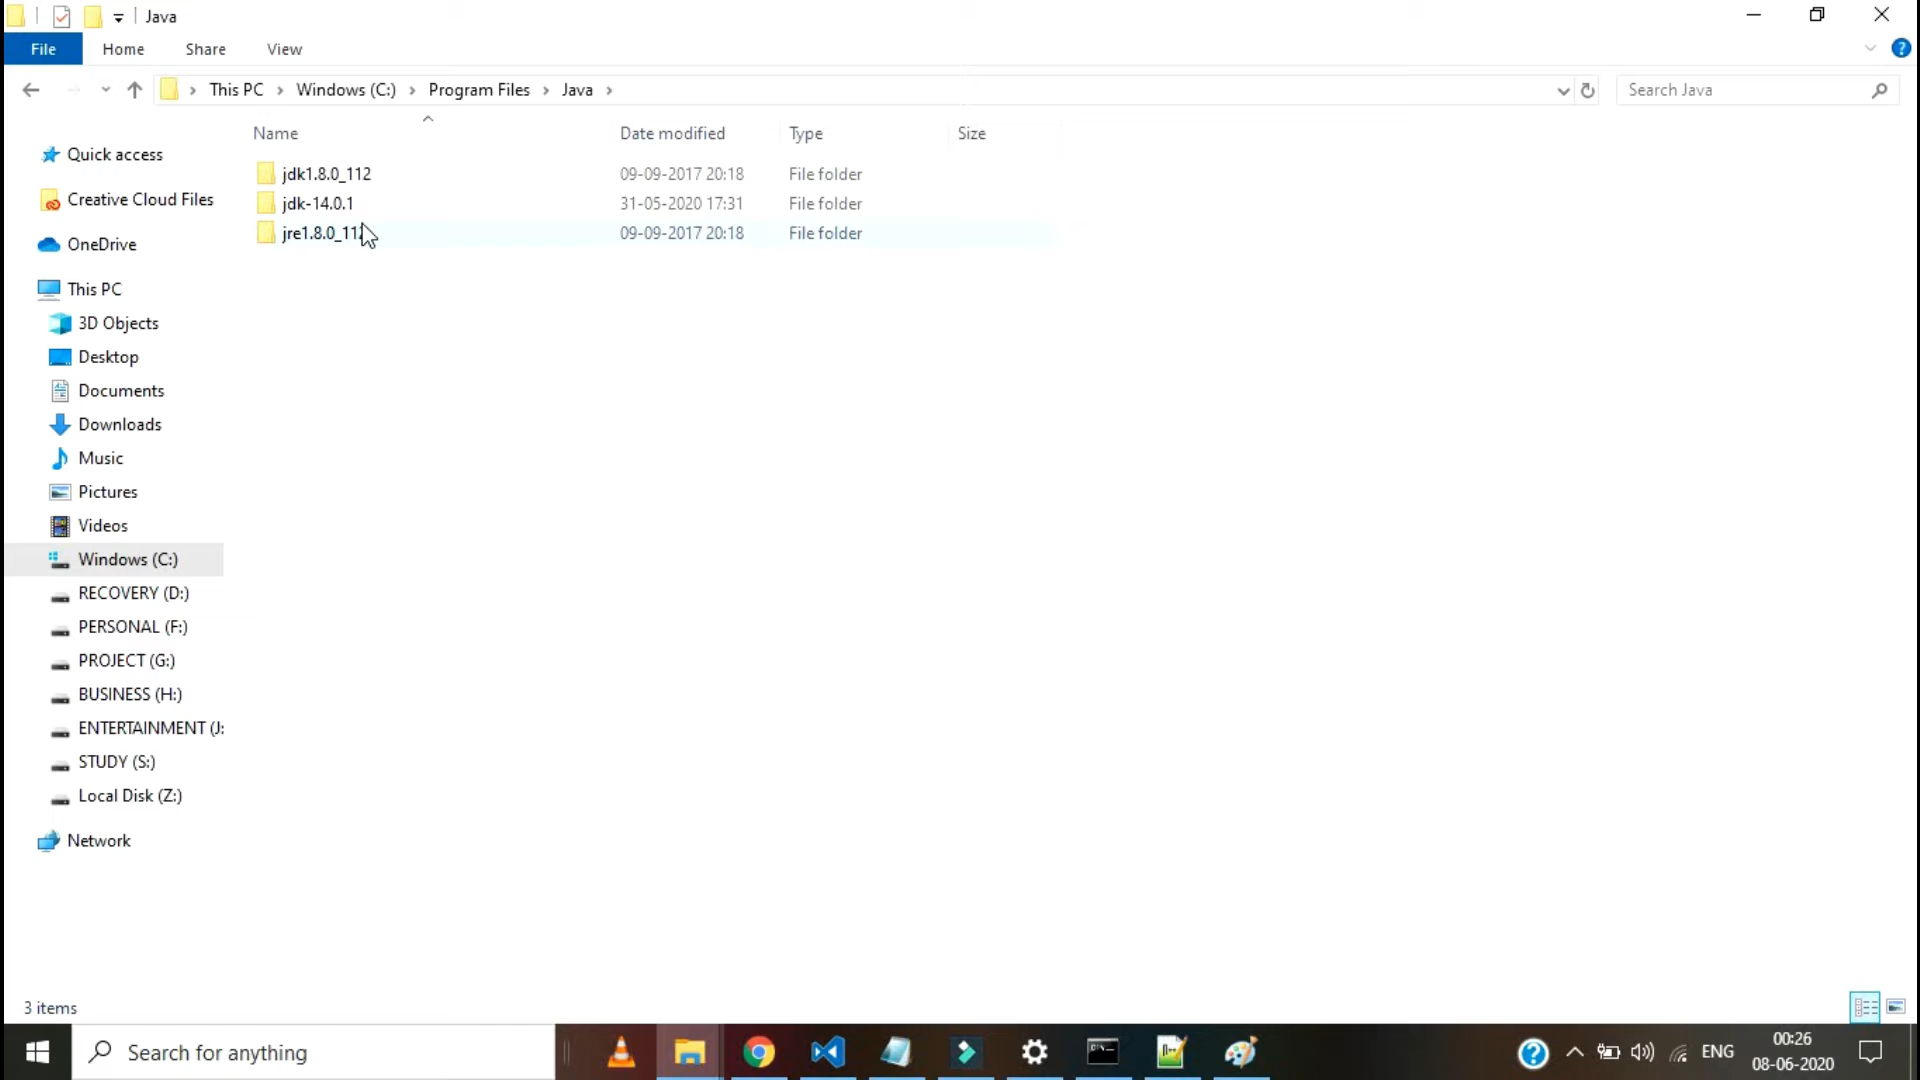 Java
File Home Share View
This PC Windows (C:) Program Files Java Search Java
Name Date modified Type Size
Quick access
jdk1.8.0_112 09-09-2017 20:18 File folder
Creative Cloud Files
jdk-14.0.1 31-05-2020 17:31 File folder
jre1.8.0_112 09-09-2017 20:18 File folder
OneDrive
This PC
3D Objects
Desktop
Documents
Downloads
Music
Pictures
Videos
Windows (C:)
RECOVERY (D:)
PERSONAL (F:)
PROJECT (G:)
BUSINESS (H:)
ENTERTAINMENT (J:
STUDY (S:)
Local Disk (Z:)
Network
3 items
Search for anything
ENG
00:26
08-06-2020